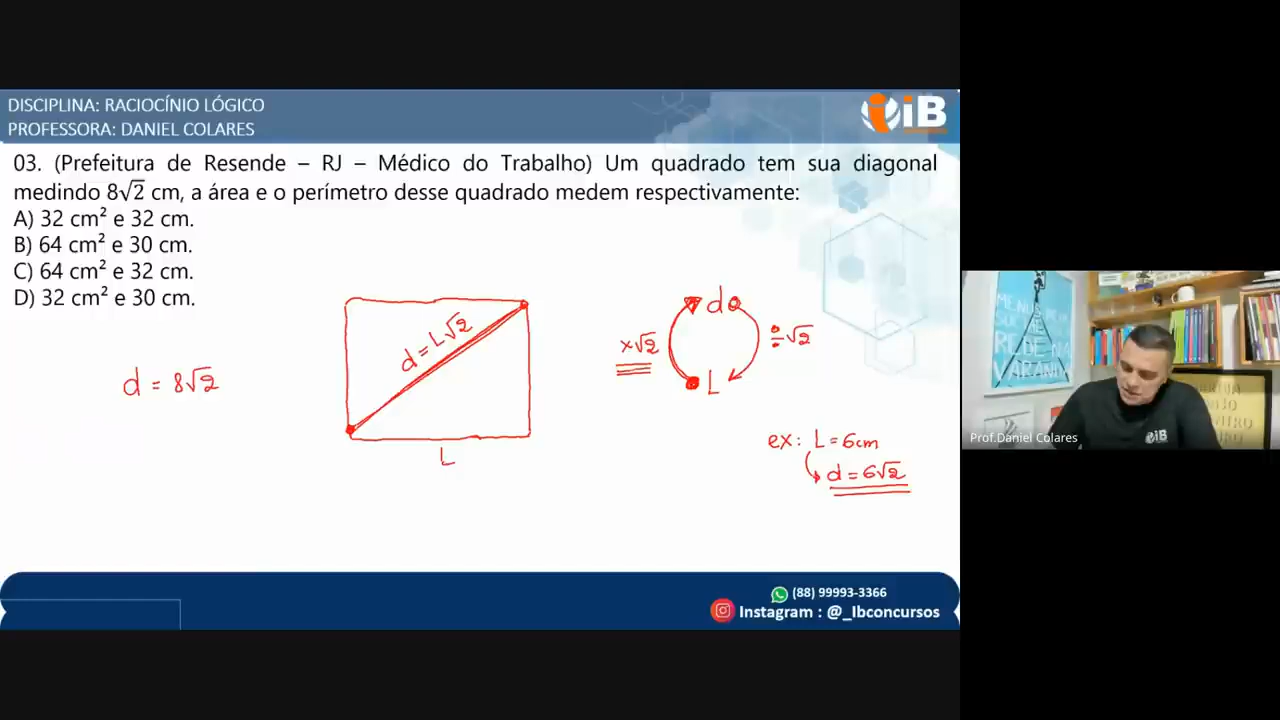 DISCIPLINA: RACIOCÍNIO LÓGICO
PROFESSORA: DANIEL COLARES
iB
03. (Prefeitura de Resende – RJ – Médico do Trabalho) Um quadrado tem sua diagonal
medindo 8√2 cm, a área e o perímetro desse quadrado medem respectivamente:
A) 32 cm² e 32 cm.
B) 64 cm² e 30 cm.
C) 64 cm² e 32 cm.
D) 32 cm² e 30 cm.
d = 8√2
d = L√2
L
d
x√2
÷√2
L
ex: L = 6cm
d = 6√2
(88) 99993-3366
Instagram : @_Ibconcursos
REDE
VARANDA
iB
Prof.Daniel Colares